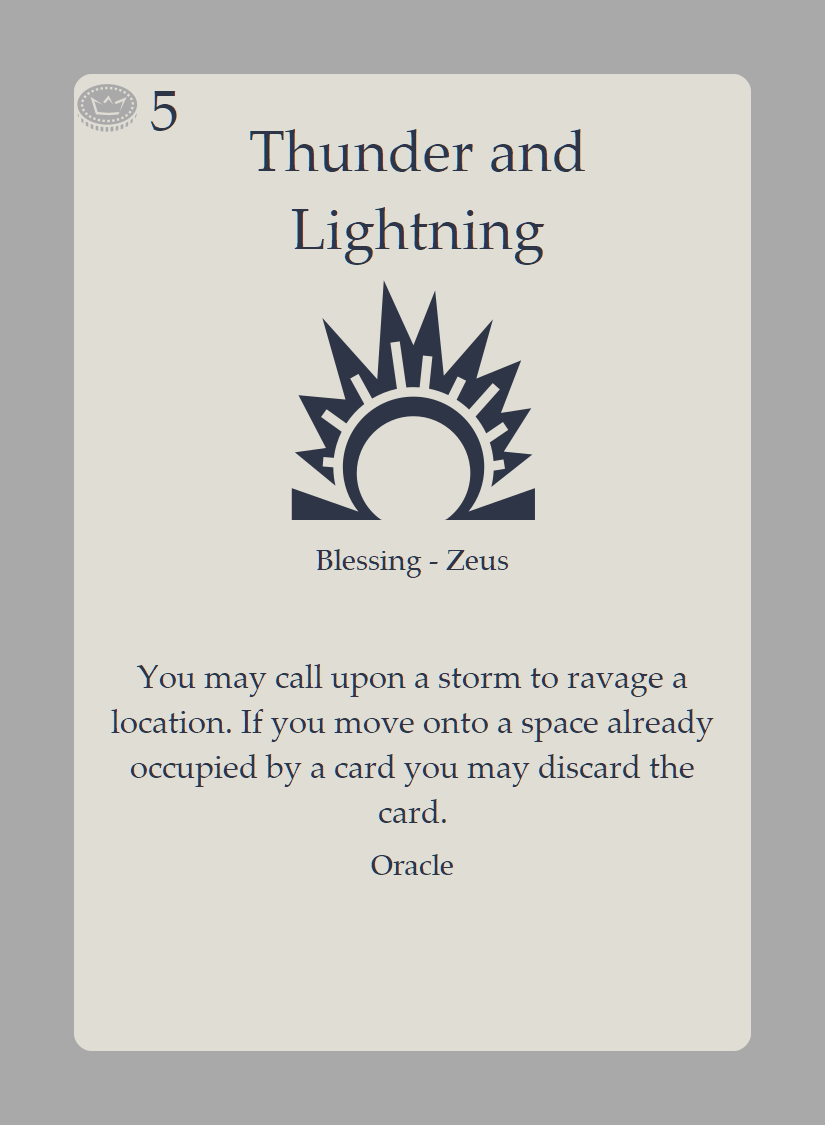 5
Thunder and
Lightning
Blessing - Zeus
You may call upon a storm to ravage a
location. If you move onto a space already
occupied by a card you may discard the
card.
Oracle